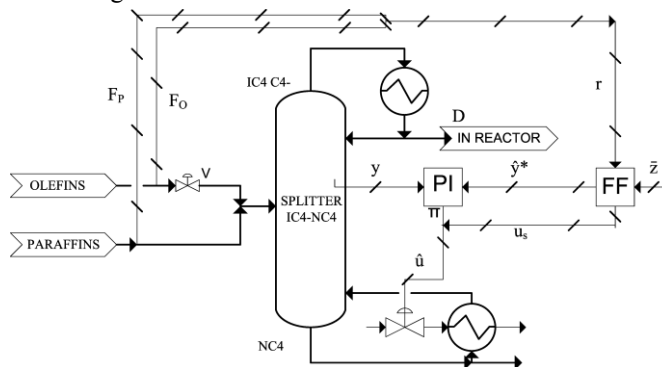 IC4 C4-
F_P
F_O
D
r
IN REACTOR
y
ŷ*
z̄
V
OLEFINS
PI
FF
SPLITTER
IC4-NC4
π
u_s
PARAFFINS
û
NC4